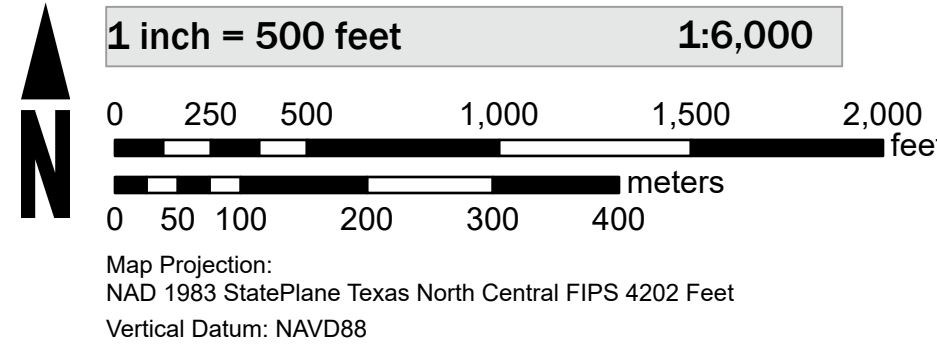 1 inch = 500 feet 1:6,000
0 250 500 1,000 1,500 2,000
feet
meters
0 50 100 200 300 400
N
Map Projection:
NAD 1983 StatePlane Texas North Central FIPS 4202 Feet
Vertical Datum: NAVD88